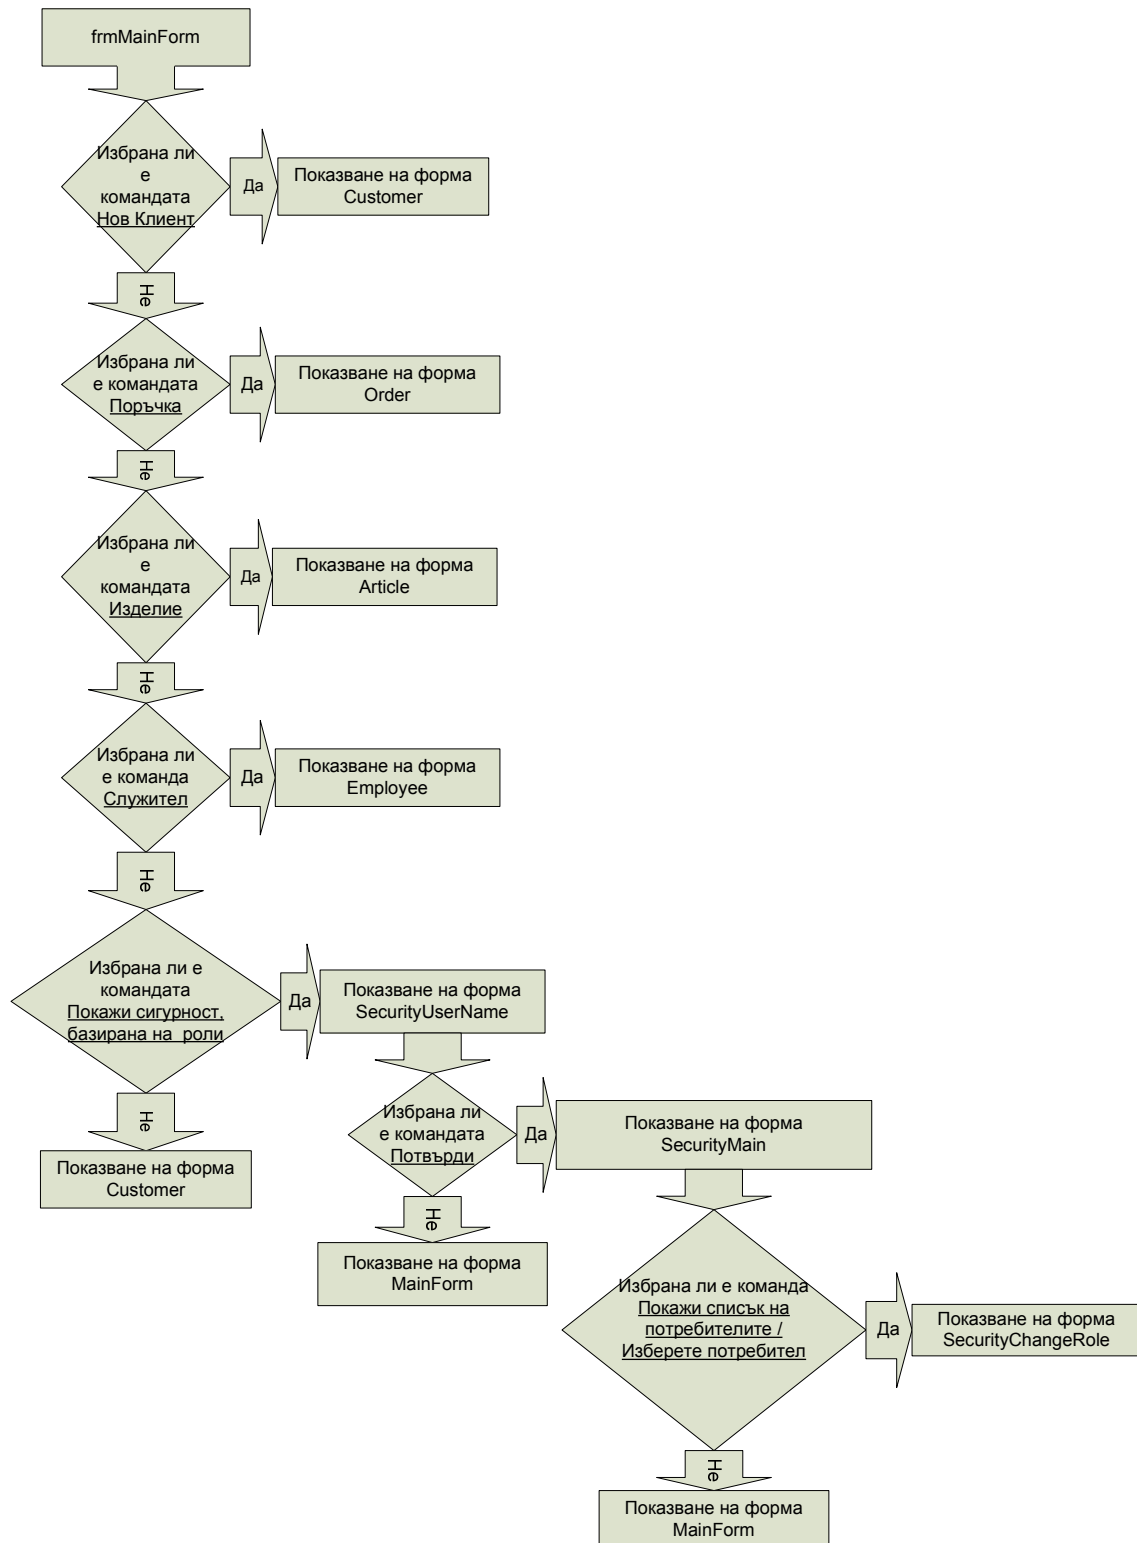 frmMainForm
Избрана ли
е
командата
Нов Клиент
Да
Показване на форма
Customer
Не
Избрана ли
е командата
Поръчка
Да
Показване на форма
Order
Не
Избрана ли
е
командата
Изделие
Да
Показване на форма
Article
Не
Избрана ли
е команда
Служител
Да
Показване на форма
Employee
Не
Избрана ли е
командата
Покажи сигурност,
базирана на роли
Да
Показване на форма
SecurityUserName
Не
Показване на форма
Customer
Избрана ли
е командата
Потвърди
Да
Показване на форма
SecurityMain
Не
Показване на форма
MainForm
Избрана ли е команда
Покажи списък на
потребителите /
Изберете потребител
Да
Показване на форма
SecurityChangeRole
Не
Показване на форма
MainForm